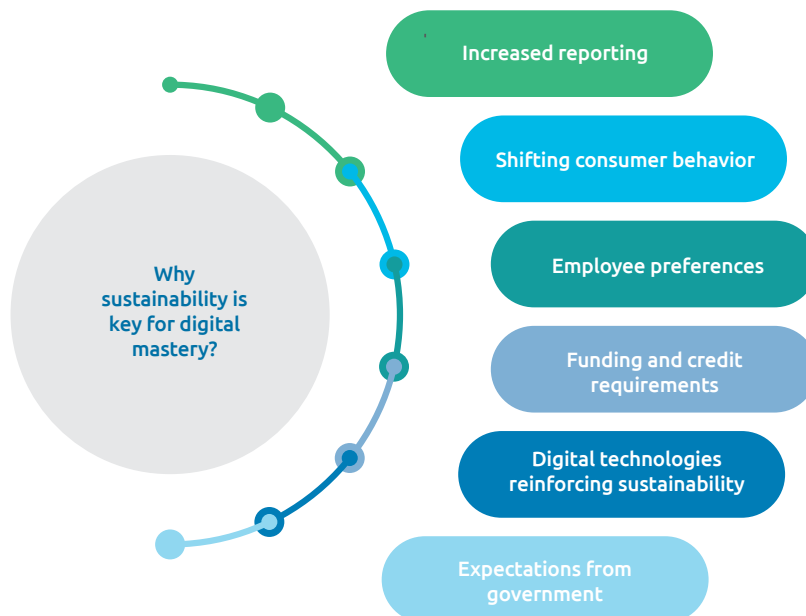 Increased reporting
Shifting consumer behavior
Employee preferences
Why
sustainability is
key for digital
mastery?
Funding and credit
requirements
Digital technologies
reinforcing sustainability
Expectations from
government